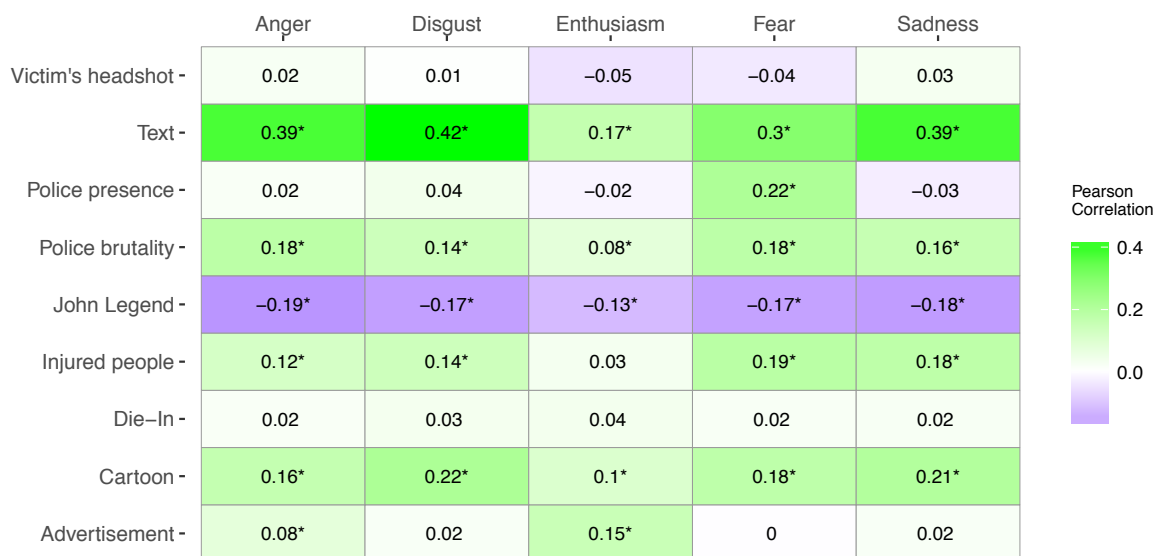 Anger Disgust Enthusiasm Fear Sadness
Victim's headshot 0.02 0.01 −0.05 −0.04 0.03
Text 0.39* 0.42* 0.17* 0.3* 0.39*
Police presence 0.02 0.04 −0.02 0.22* −0.03
Police brutality 0.18* 0.14* 0.08* 0.18* 0.16*
John Legend −0.19* −0.17* −0.13* −0.17* −0.18*
Injured people 0.12* 0.14* 0.03 0.19* 0.18*
Die−In 0.02 0.03 0.04 0.02 0.02
Cartoon 0.16* 0.22* 0.1* 0.18* 0.21*
Advertisement 0.08* 0.02 0.15* 0 0.02
Pearson
Correlation
0.4
0.2
0.0